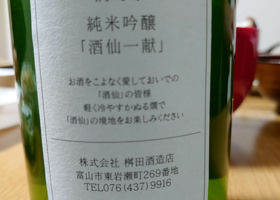 純米吟醸
「酒仙一献」
お酒をこよなく愛しておいでの
「酒仙」の皆様
軽く冷やすかぬる燗で
「酒仙」の境地をお楽しみください
株式会社 桝田酒造店
富山市東岩瀬町269番地
TEL076(437)9916